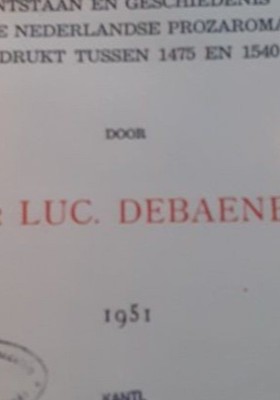 NTSTAAN EN GESCHIEDENIS
E NEDERLANDSE PROZAROMA
DRUKT TUSSEN 1475 EN 1540
DOOR
r LUC. DEBAENE
1951
KANTL